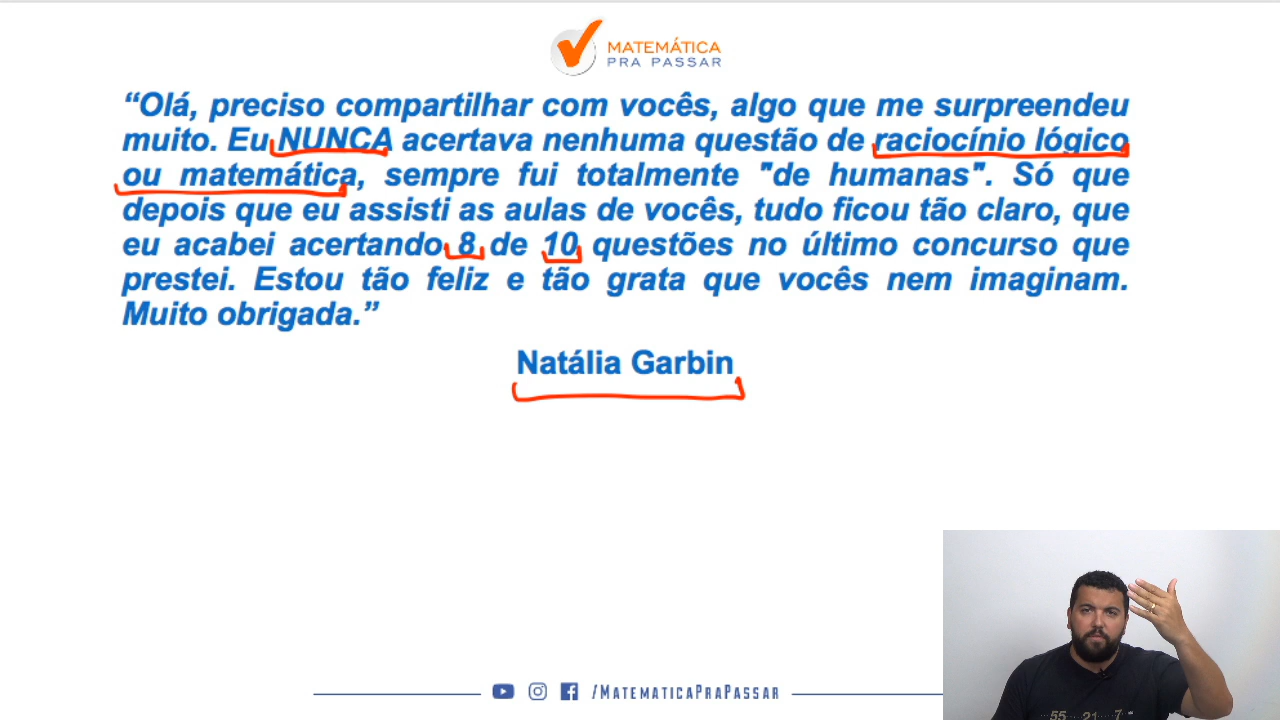 MATEMÁTICA
PRA PASSAR
“Olá, preciso compartilhar com vocês, algo que me surpreendeu
muito. Eu NUNCA acertava nenhuma questão de raciocínio lógico
ou matemática, sempre fui totalmente "de humanas". Só que
depois que eu assisti as aulas de vocês, tudo ficou tão claro, que
eu acabei acertando 8 de 10 questões no último concurso que
prestei. Estou tão feliz e tão grata que vocês nem imaginam.
Muito obrigada.”
Natália Garbin
/MATEMATICAPRAPASSAR
55 21 7